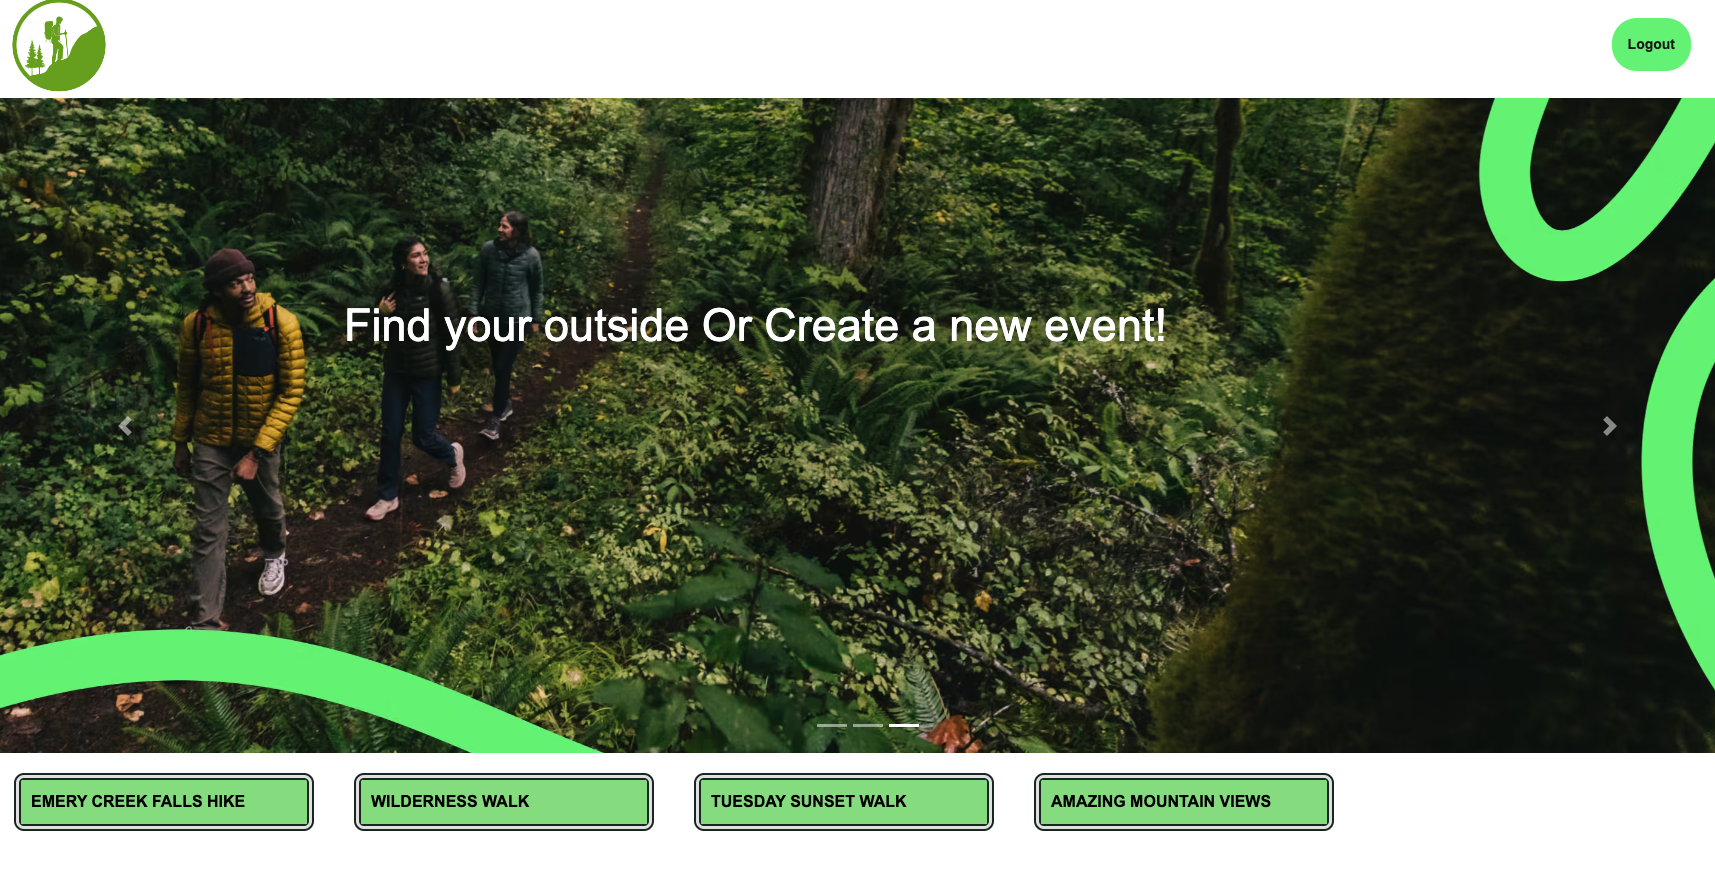 Logout
Find your outside Or Create a new event!
EMERY CREEK FALLS HIKE
WILDERNESS WALK
TUESDAY SUNSET WALK
AMAZING MOUNTAIN VIEWS